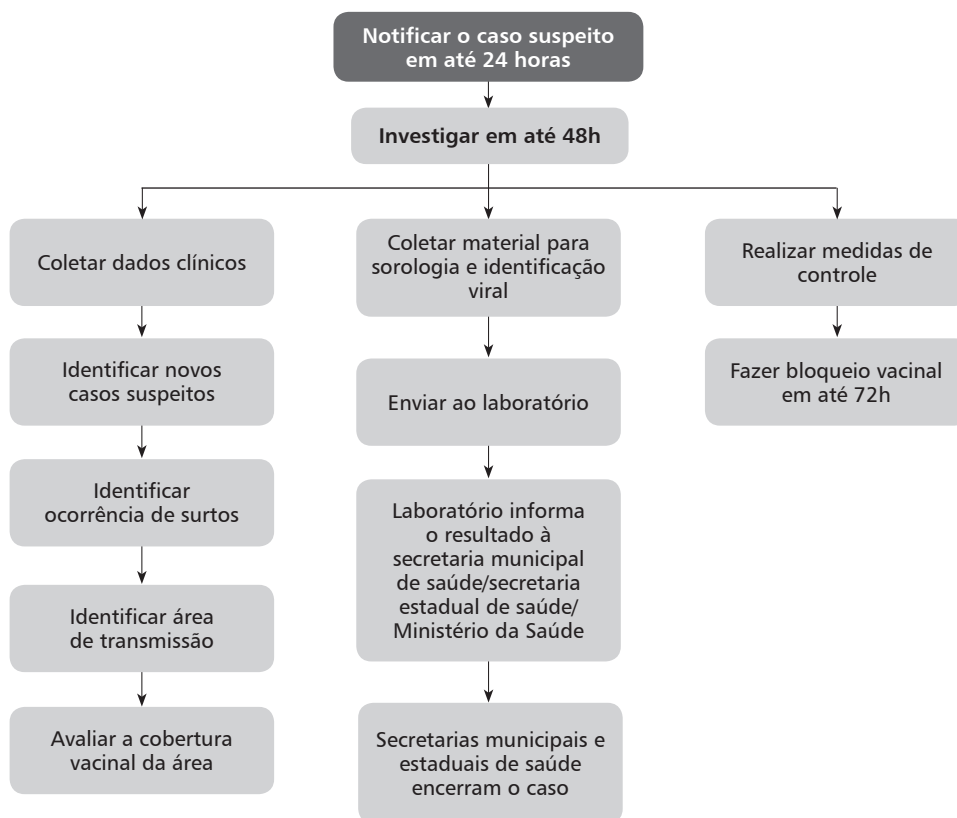 Notificar o caso suspeito
em até 24 horas
Investigar em até 48h
Coletar dados clínicos
Identificar novos
casos suspeitos
Identificar
ocorrência de surtos
Identificar área
de transmissão
Avaliar a cobertura
vacinal da área
Coletar material para
sorologia e identificação
viral
Enviar ao laboratório
Laboratório informa
o resultado à
secretaria municipal
de saúde/secretaria
estadual de saúde/
Ministério da Saúde
Secretarias municipais e
estaduais de saúde
encerram o caso
Realizar medidas de
controle
Fazer bloqueio vacinal
em até 72h